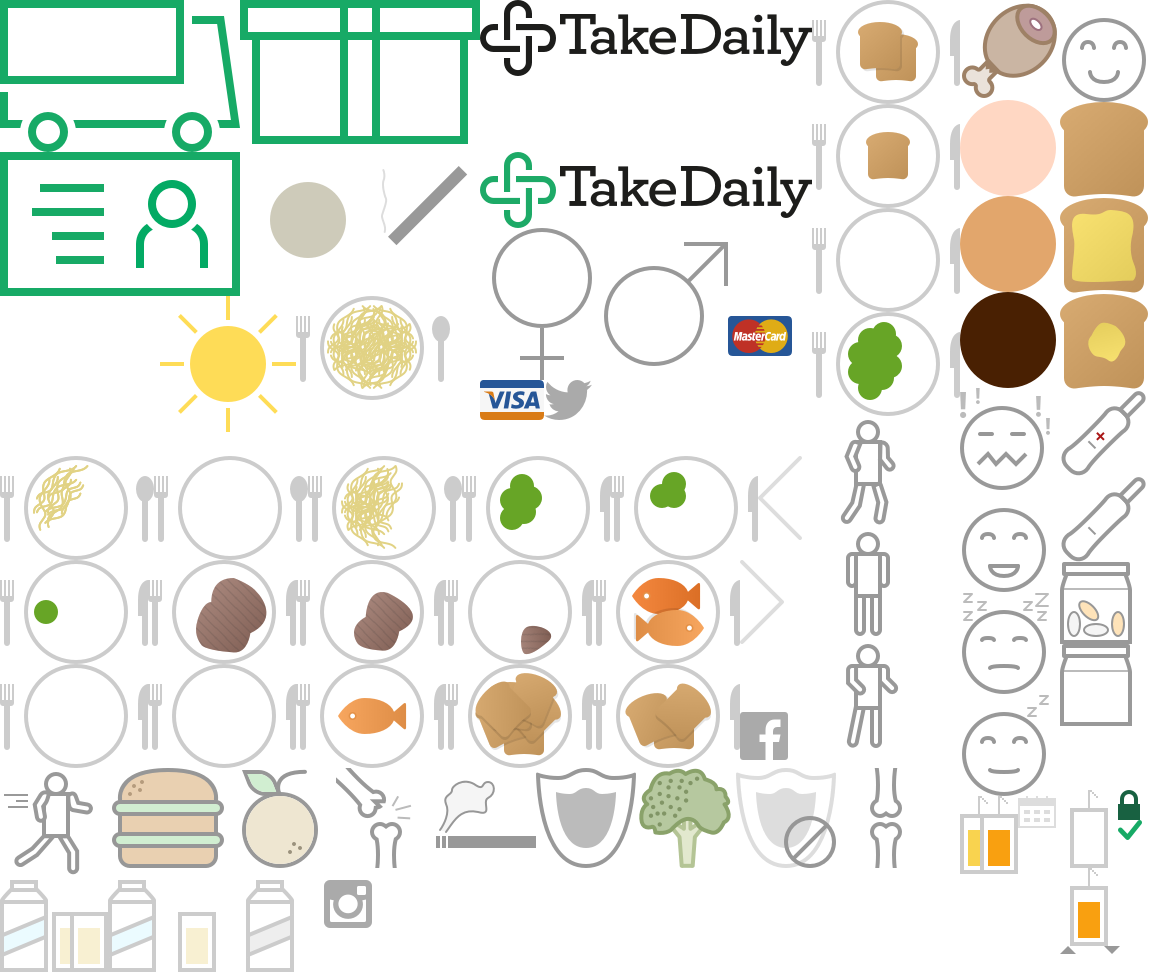 TakeDaily
TakeDaily
MasterCard
VISA
! ! ! !
f
z z z z z z
z z